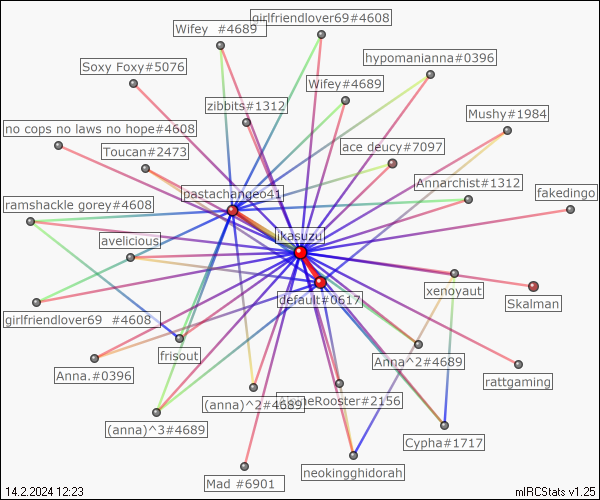 girlfriendlover69#4608
Wifey  #4689
hypomanianna#0396
Soxy Foxy#5076
Wifey#4689
zibbits#1312
Mushy#1984
no cops no laws no hope#4608
ace deucy#7097
Toucan#2473
Annarchist#1312
pastachangeo41
fakedingo
ramshackle gorey#4608
ikasuzu
avelicious
xenoyaut
default#0617
Skalman
girlfriendlover69  #4608
frisout
Anna^2#4689
Anna.#0396
rattgaming
(anna)^2#4689
Rooster#2156
(anna)^3#4689
Cypha#1717
neokingghidorah
Mad #6901
14.2.2024 12:23
mIRCStats v1.25